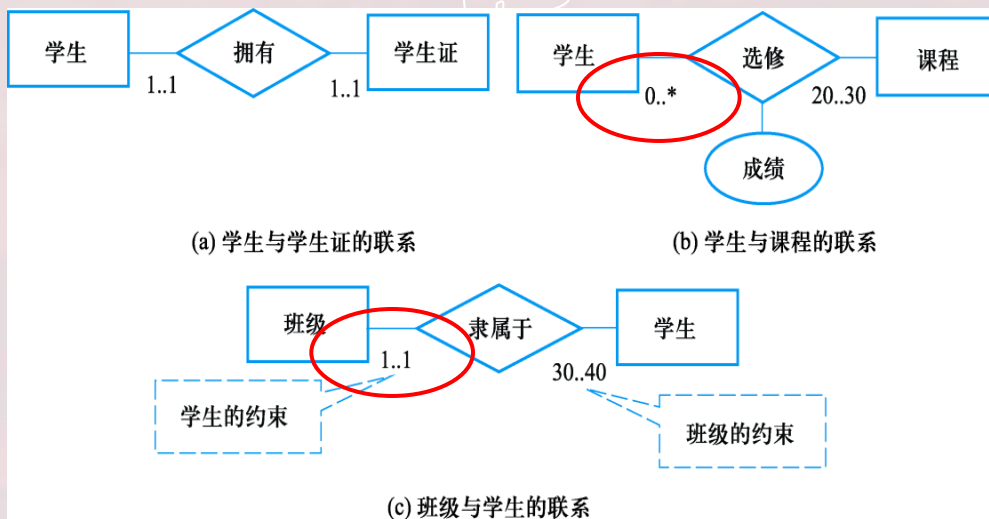 学生
拥有
学生证
1..1
1..1
(a) 学生与学生证的联系
学生
选修
课程
0..*
20..30
成绩
(b) 学生与课程的联系
班级
隶属于
学生
1..1
30..40
学生的约束
班级的约束
(c) 班级与学生的联系